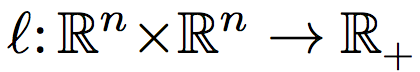 ℓ: ℝⁿ × ℝⁿ → ℝ₊